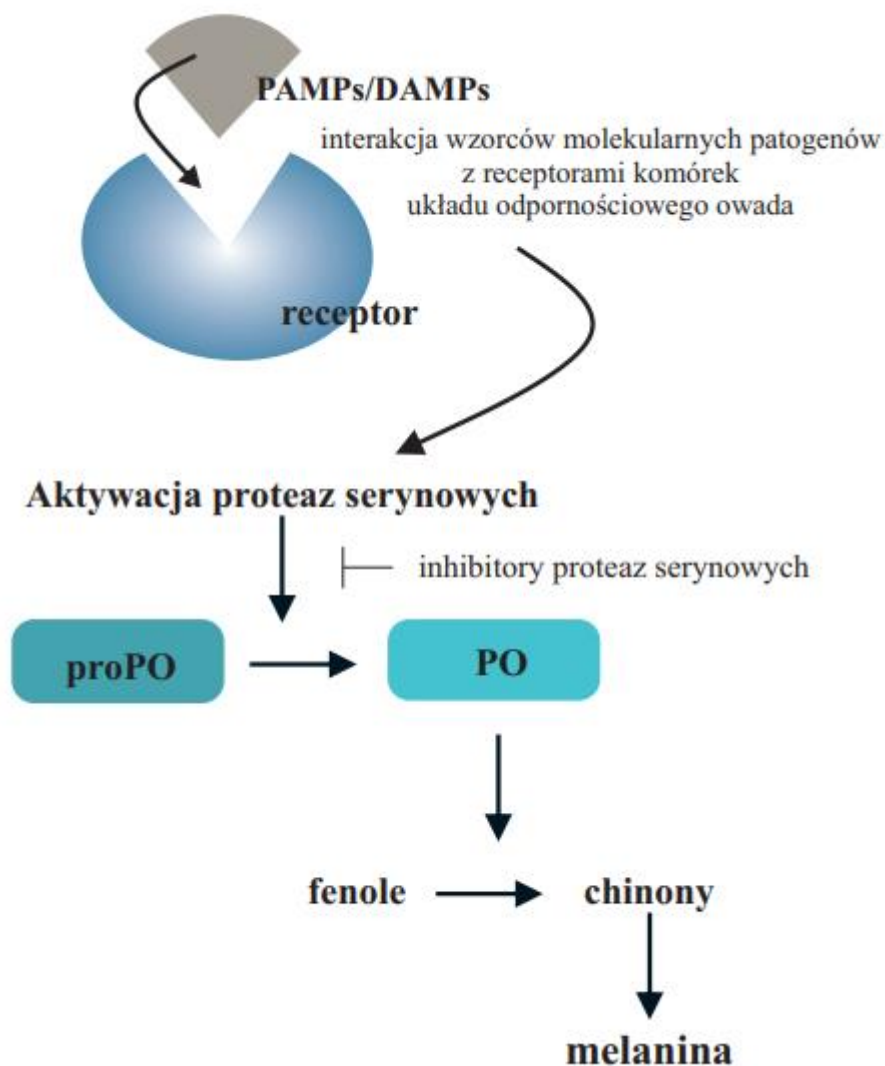 PAMPs/DAMPs
interakcja wzorców molekularnych patogenów
z receptorami komórek
układu odpornościowego owada
receptor
Aktywacja proteaz serynowych
inhibitory proteaz serynowych
proPO
PO
fenole
chinony
melanina